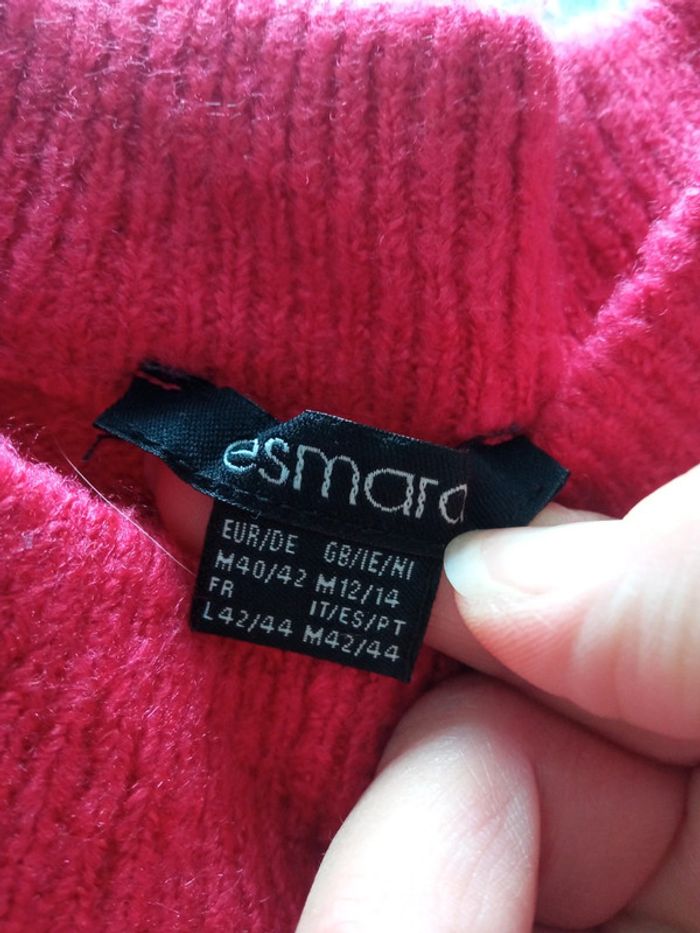 esmara
EUR/DE GB/IE/NI
M40/42 M12/14
FR IT/ES/PT
L42/44 M42/44